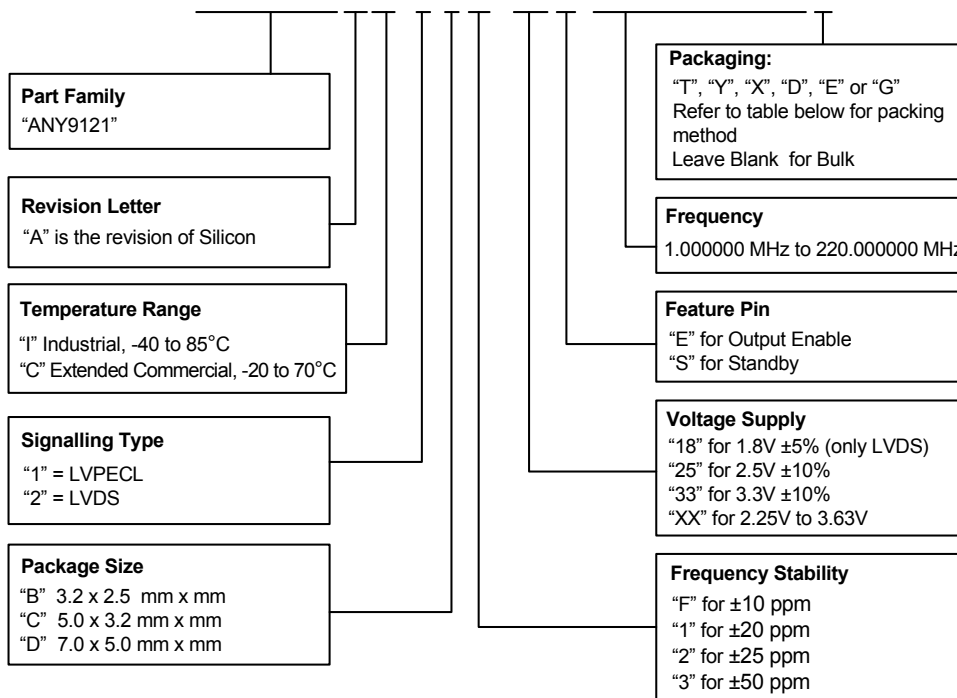 Part Family
“ANY9121”
Revision Letter
“A” is the revision of Silicon
Temperature Range
“I” Industrial, -40 to 85°C
“C” Extended Commercial, -20 to 70°C
Signalling Type
“1” = LVPECL
“2” = LVDS
Package Size
“B” 3.2 x 2.5 mm x mm
“C” 5.0 x 3.2 mm x mm
“D” 7.0 x 5.0 mm x mm
Packaging:
“T”, “Y”, “X”, “D”, “E” or “G”
Refer to table below for packing
method
Leave Blank for Bulk
Frequency
1.000000 MHz to 220.000000 MHz
Feature Pin
“E” for Output Enable
“S” for Standby
Voltage Supply
“18” for 1.8V ±5% (only LVDS)
“25” for 2.5V ±10%
“33” for 3.3V ±10%
“XX” for 2.25V to 3.63V
Frequency Stability
“F” for ±10 ppm
“1” for ±20 ppm
“2” for ±25 ppm
“3” for ±50 ppm